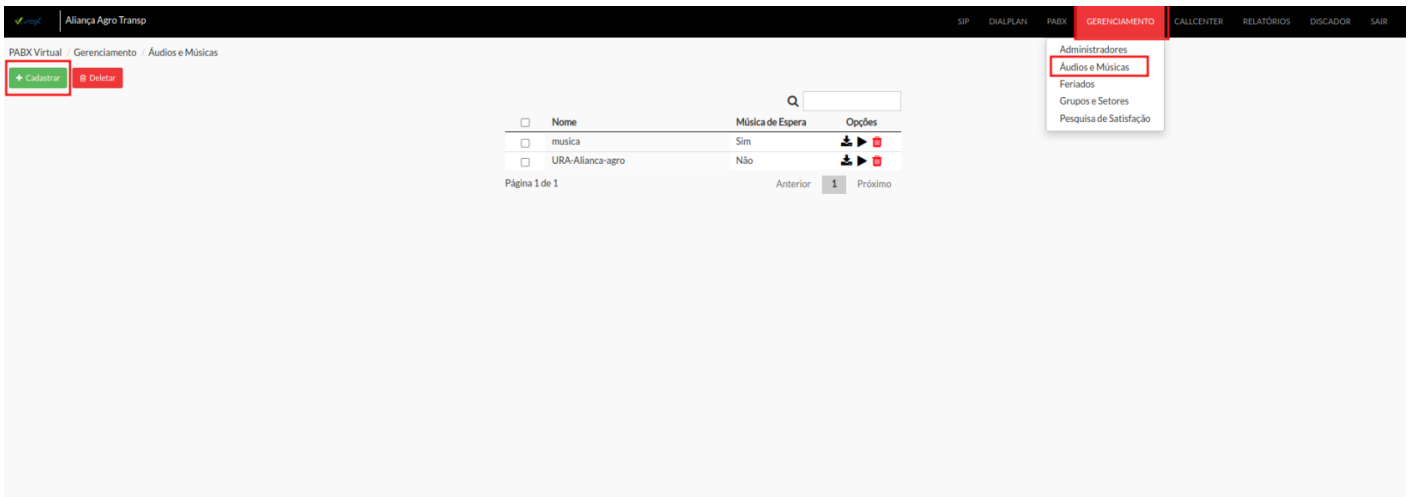 Aliança Agro Transp
SIP DIALPLAN PABX GERENCIAMENTO CALLCENTER RELATÓRIOS DISCADOR SAIR
PABX Virtual / Gerenciamento / Áudios e Músicas
+ Cadastrar Deletar
Administradores
Áudios e Músicas
Feriados
Grupos e Setores
Pesquisa de Satisfação
Nome Música de Espera Opções
musica Sim
URA-Alianca-agro Não
Página 1 de 1 Anterior 1 Próximo